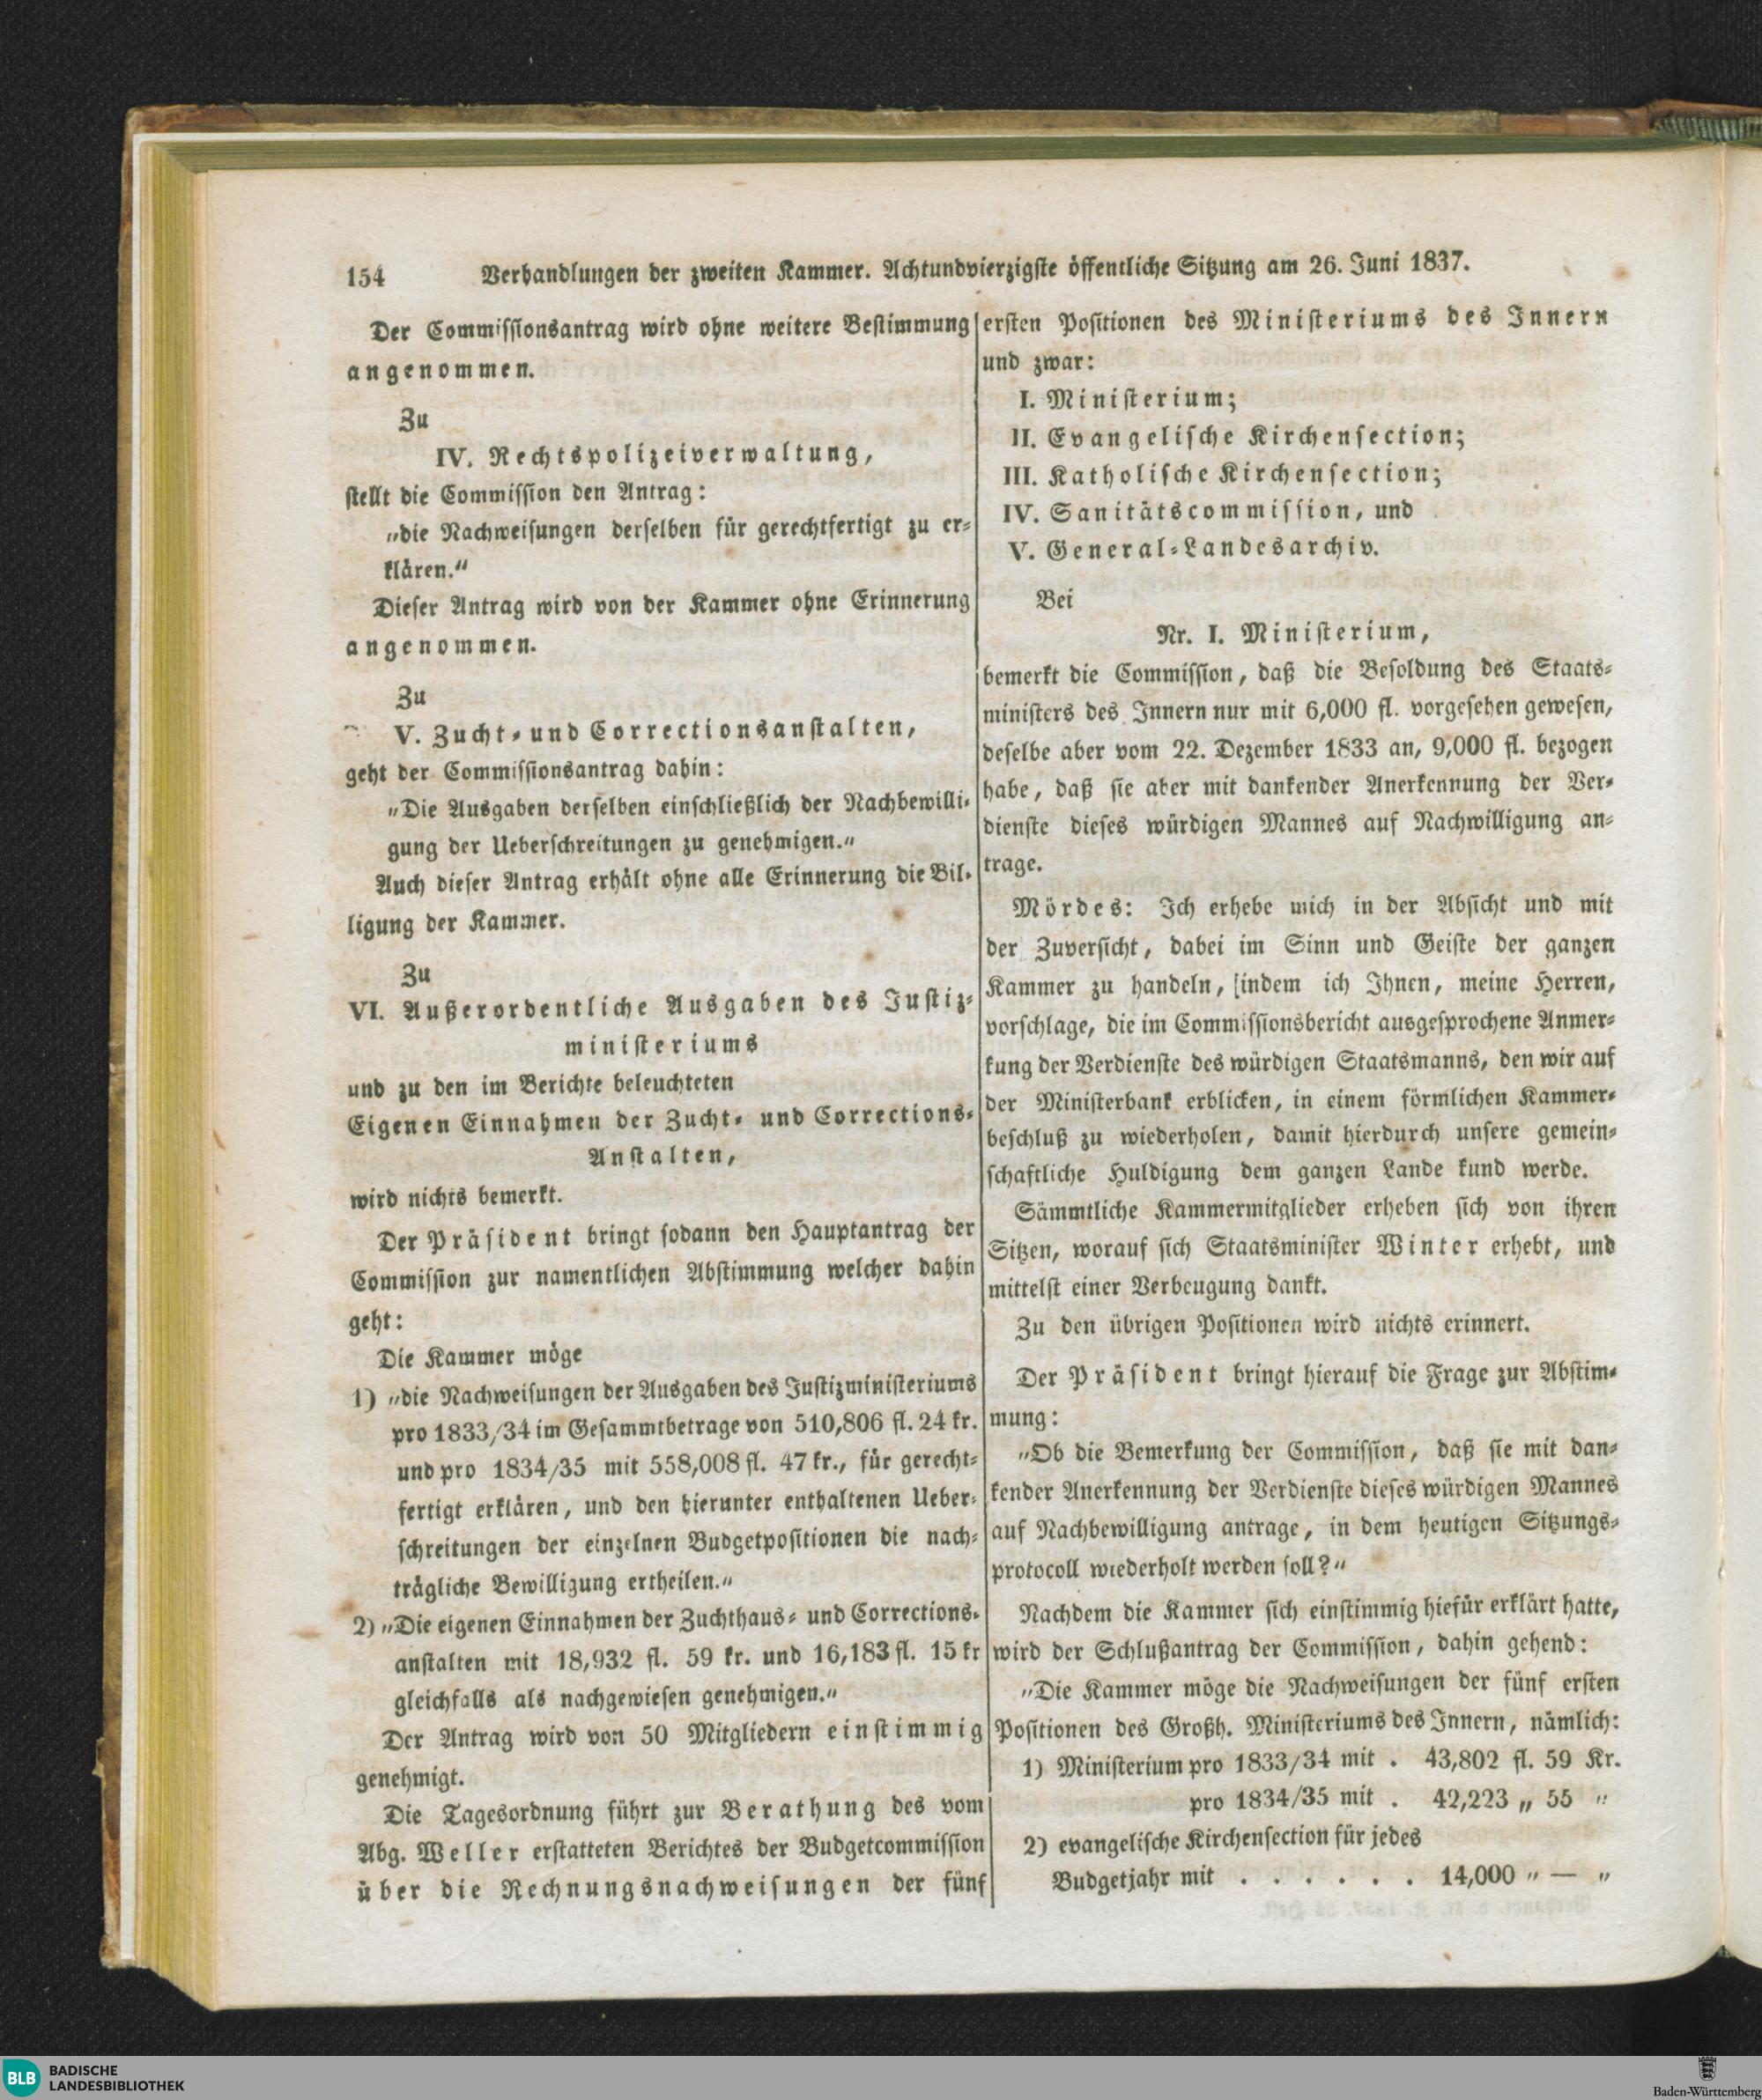 154 Verhandlungen der zweiten Kammer. Achtundvierzigste öffentliche Sitzung am 26. Juni 1837.
Der Commissionsantrag wird ohne weitere Bestimmung
angenommen.
Zu
IV. Rechtspolizeiverwaltung,
stellt die Commission den Antrag:
„die Nachweisungen derselben für gerechtfertigt zu er-
klären.“
Dieser Antrag wird von der Kammer ohne Erinnerung
angenommen.
Zu
V. Zucht- und Correctionsanstalten,
geht der Commissionsantrag dahin:
„Die Ausgaben derselben einschließlich der Nachbewilli-
gung der Ueberschreitungen zu genehmigen.“
Auch dieser Antrag erhält ohne alle Erinnerung die Bil-
ligung der Kammer.
Zu
VI. Außerordentliche Ausgaben des Justiz-
ministeriums
und zu den im Berichte beleuchteten
Eigenen Einnahmen der Zucht- und Corrections-
Anstalten,
wird nichts bemerkt.
Der Präsident bringt sodann den Hauptantrag der
Commission zur namentlichen Abstimmung welcher dahin
geht:
Die Kammer möge
1) „die Nachweisungen der Ausgaben des Justizministeriums
pro 1833/34 im Gesammtbetrage von 510,806 fl. 24 kr.
und pro 1834/35 mit 558,008 fl. 47 kr., für gerecht-
fertigt erklären, und den hierunter enthaltenen Ueber-
schreitungen der einzelnen Budgetpositionen die nach-
trägliche Bewilligung ertheilen.“
2) „Die eigenen Einnahmen der Zuchthaus- und Corrections-
anstalten mit 18,932 fl. 59 kr. und 16,183 fl. 15 kr
gleichfalls als nachgewiesen genehmigen.“
Der Antrag wird von 50 Mitgliedern einstimmig
genehmigt.
Die Tagesordnung führt zur Berathung des vom
Abg. Weller erstatteten Berichtes der Budgetcommission
über die Rechnungsnachweisungen der fünf
ersten Positionen des Ministeriums des Innern
und zwar:
I. Ministerium;
II. Evangelische Kirchensection;
III. Katholische Kirchensection;
IV. Sanitätscommission, und
V. General-Landesarchiv.
Bei
Nr. I. Ministerium,
bemerkt die Commission, daß die Besoldung des Staats-
ministers des Innern nur mit 6,000 fl. vorgesehen gewesen,
deselbe aber vom 22. Dezember 1833 an, 9,000 fl. bezogen
habe, daß sie aber mit dankender Anerkennung der Ver-
dienste dieses würdigen Mannes auf Nachwilligung an-
trage.
Mördes: Ich erhebe mich in der Absicht und mit
der Zuversicht, dabei im Sinn und Geiste der ganzen
Kammer zu handeln, [indem ich Ihnen, meine Herren,
vorschlage, die im Commissionsbericht ausgesprochene Anmer-
kung der Verdienste des würdigen Staatsmanns, den wir auf
der Ministerbank erblicken, in einem förmlichen Kammer-
beschluß zu wiederholen, damit hierdurch unsere gemein-
schaftliche Huldigung dem ganzen Lande kund werde.
Sämmtliche Kammermitglieder erheben sich von ihren
Sitzen, worauf sich Staatsminister Winter erhebt, und
mittelst einer Verbeugung dankt.
Zu den übrigen Positionen wird nichts erinnert.
Der Präsident bringt hierauf die Frage zur Abstim-
mung:
„Ob die Bemerkung der Commission, daß sie mit dan-
kender Anerkennung der Verdienste dieses würdigen Mannes
auf Nachbewilligung antrage, in dem heutigen Sitzungs-
protocoll wiederholt werden soll?“
Nachdem die Kammer sich einstimmig hiefür erklärt hatte,
wird der Schlußantrag der Commission, dahin gehend:
„Die Kammer möge die Nachweisungen der fünf ersten
Positionen des Großh. Ministeriums des Innern, nämlich:
1) Ministerium pro 1833/34 mit . 43,802 fl. 59 Kr.
pro 1834/35 mit . 42,223 „ 55 „
2) evangelische Kirchensection für jedes
Budgetjahr mit . . . . . . 14,000 „ — „
BLB BADISCHE
LANDESBIBLIOTHEK
Baden-Württemberg